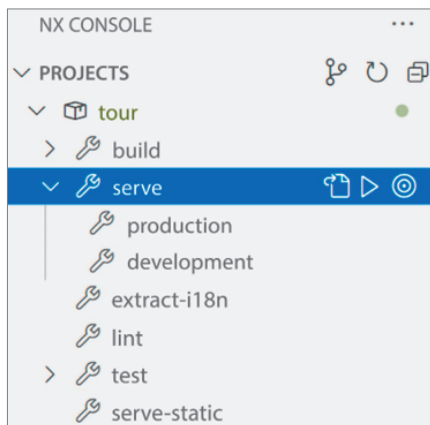 NX CONSOLE
PROJECTS
tour
build
serve
production
development
extract-i18n
lint
test
serve-static